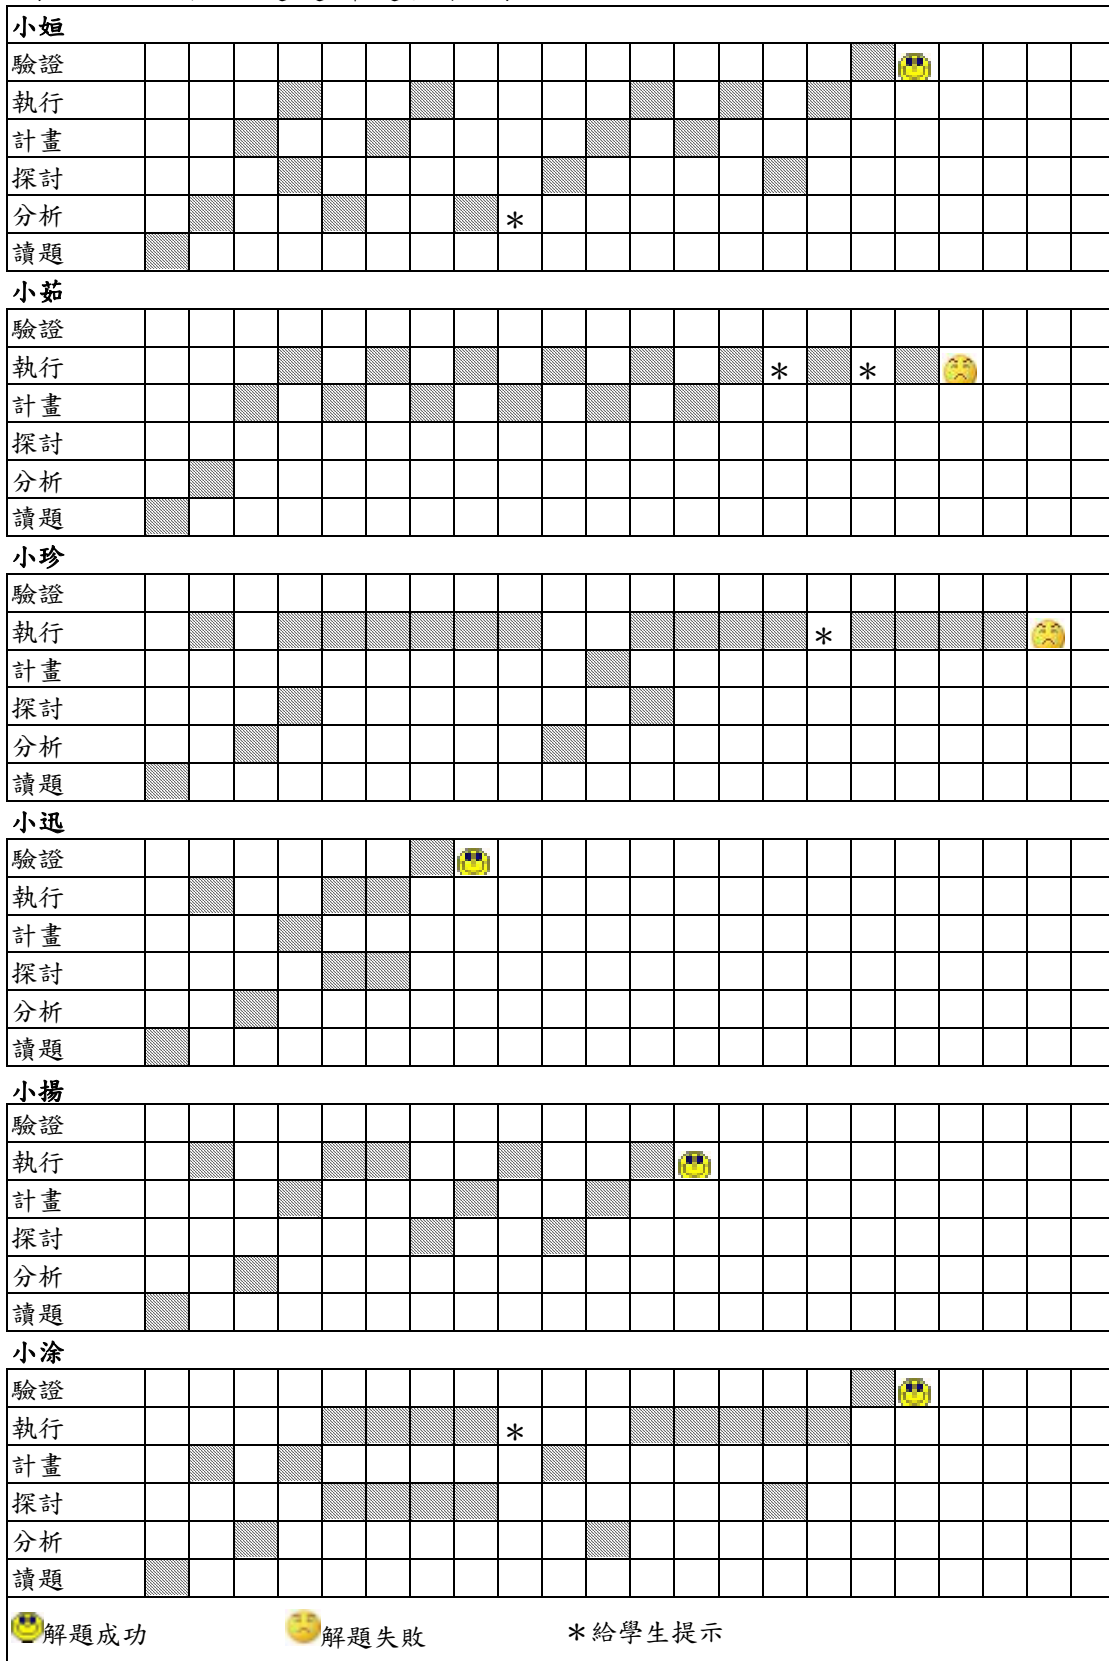 小姮
驗證
執行
計畫
探討
分析 *
讀題
小茹
驗證
執行 * *
計畫
探討
分析
讀題
小珍
驗證
執行 *
計畫
探討
分析
讀題
小迅
驗證
執行
計畫
探討
分析
讀題
小揚
驗證
執行
計畫
探討
分析
讀題
小涂
驗證
執行 *
計畫
探討
分析
讀題
解題成功 解題失敗 *給學生提示